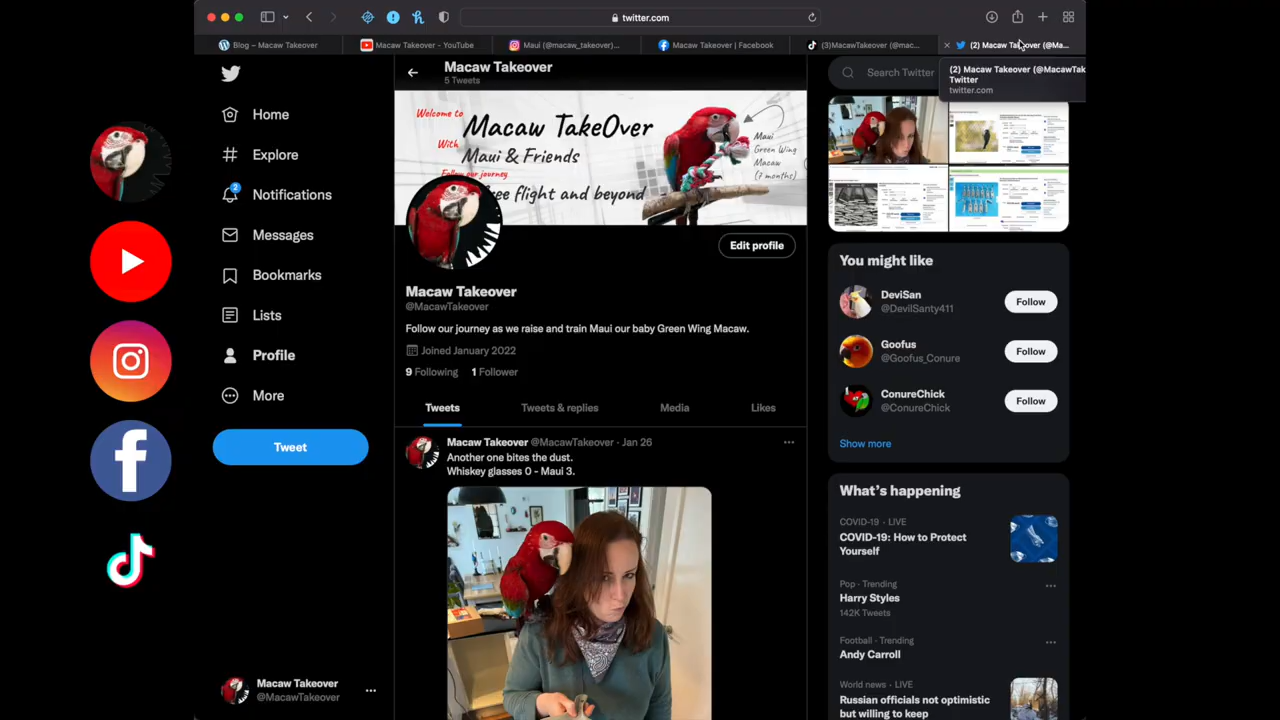 twitter.com
Blog – Macaw Takeover
Macaw Takeover - YouTube
Maui (@macaw_takeover)...
Macaw Takeover | Facebook
(3)MacawTakeover (@mac...
(2) Macaw Takeover (@Ma...
(2) Macaw Takeover (@MacawTak
Twitter
twitter.com
Home
Explore
2
Notifications
Messages
Bookmarks
Lists
Profile
More
Tweet
Macaw Takeover
@MacawTakeover
Macaw Takeover
5 Tweets
Welcome to
Macaw TakeOver
With
Maui & Friends
Follow our journey
free flight and beyond
Maui
Green Wing
Macaw
(7 months)
Edit profile
Macaw Takeover
@MacawTakeover
Follow our journey as we raise and train Maui our baby Green Wing Macaw.
Joined January 2022
9 Following 1 Follower
Tweets
Tweets & replies
Media
Likes
Macaw Takeover @MacawTakeover · Jan 26
Another one bites the dust.
Whiskey glasses 0 - Maui 3.
Search Twitter
You might like
DeviSan
@DevilSanty411
Follow
Goofus
@Goofus_Conure
Follow
ConureChick
@ConureChick
Follow
Show more
What's happening
COVID-19 · LIVE
COVID-19: How to Protect
Yourself
Pop · Trending
Harry Styles
142K Tweets
Football · Trending
Andy Carroll
World news · LIVE
Russian officials not optimistic
but willing to keep